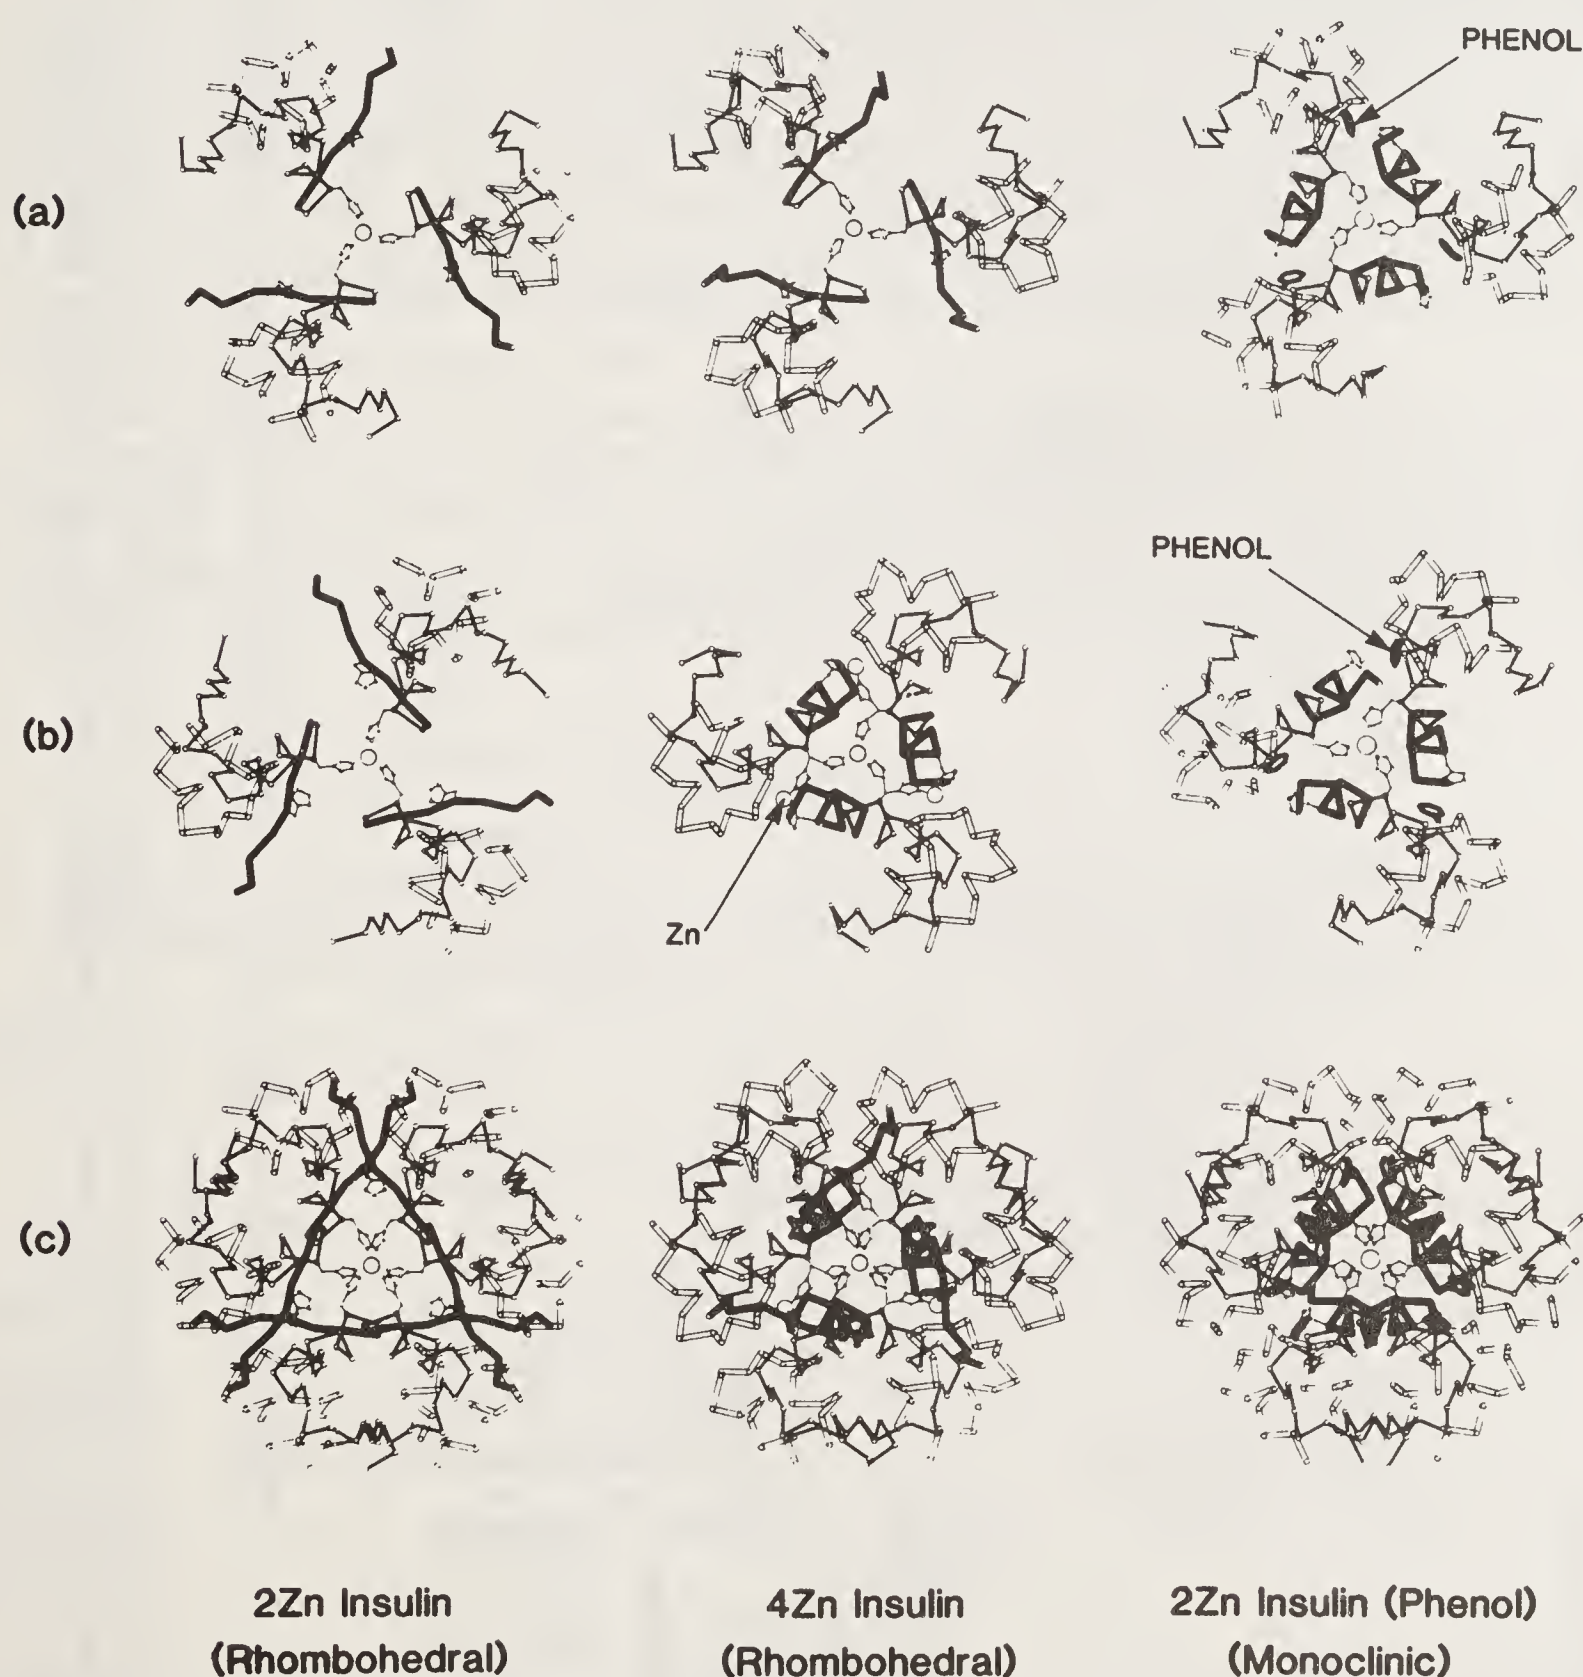 PHENOL
(a)
PHENOL
(b)
Zn
(c)
2Zn Insulin
(Rhombohedral)
4Zn Insulin
(Rhombohedral)
2Zn Insulin (Phenol)
(Monoclinic)